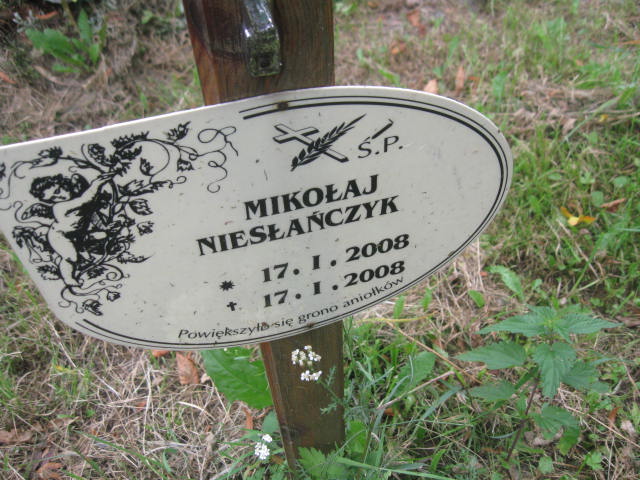 Ś.P.
MIKOŁAJ
NIESŁAŃCZYK
17. I. 2008
17. I. 2008
Powiększyło się grono aniołków